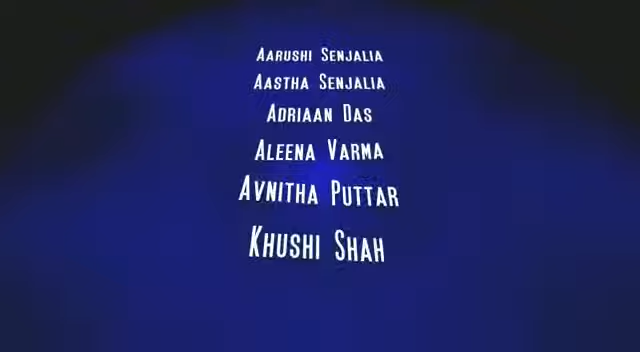 Aarushi Senjalia
Aastha Senjalia
Adriaan Das
Aleena Varma
Avnitha Puttar
Khushi Shah